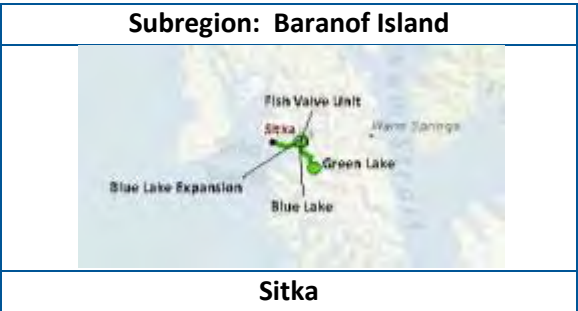 Subregion: Baranof Island
Fish Valve Unit
Sitka
Warm Springs
Green Lake
Blue Lake Expansion
Blue Lake
Sitka